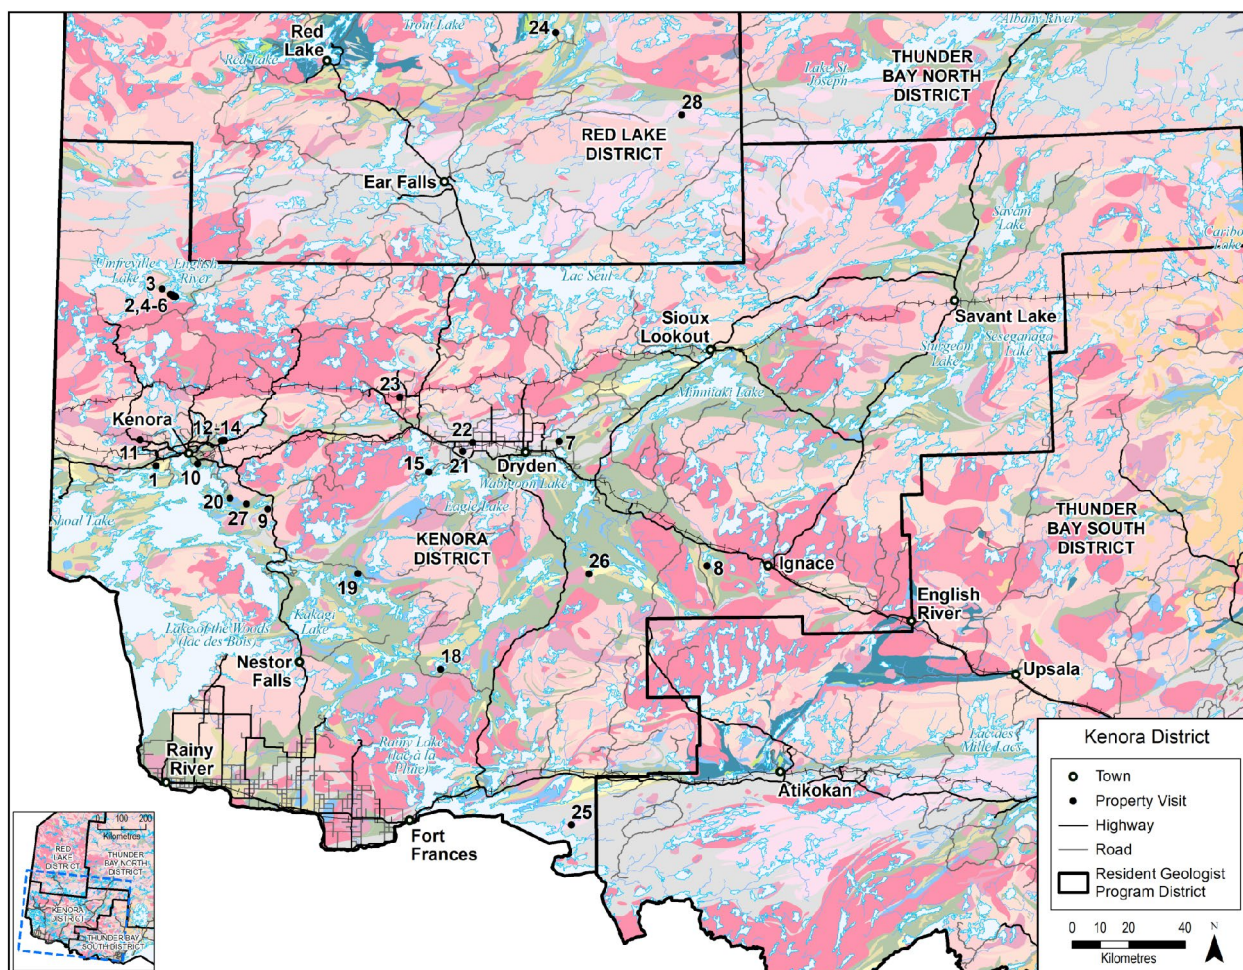 Trout Lake
Albany River
24
Red
Lake
Red Lake
THUNDER
BAY NORTH
DISTRICT
Lake St.
Joseph
28
RED LAKE
DISTRICT
Ear Falls
Savant
Lake
Caribou
Lake
Umfreville
Lake
English
River
3
2,4-6
Lac Seul
Sioux
Lookout
Savant Lake
Sturgeon
Lake
Seseganaga
Lake
Minnitaki Lake
23
Kenora
12-14
11
1
10
22
7
21
Dryden
15
Wabigoon Lake
Eagle Lake
20
27
9
Shoal Lake
KENORA
DISTRICT
THUNDER
BAY SOUTH
DISTRICT
19
26
8
Ignace
English
River
Kakagi
Lake
Lake of the Woods
(lac des Bois)
Nestor
Falls
18
Upsala
Rainy
River
Rainy Lake
(lac à la
Pluie)
Lac des
Mille Lacs
Atikokan
25
Fort
Frances
Kenora District
Town
Property Visit
Highway
Road
Resident Geologist
Program District
0 10 20 40
Kilometres
N
0 100 200
Kilometres
RED
LAKE
DISTRICT
THUNDER
BAY NORTH
DISTRICT
KENORA
DISTRICT
THUNDER BAY
SOUTH DISTRICT